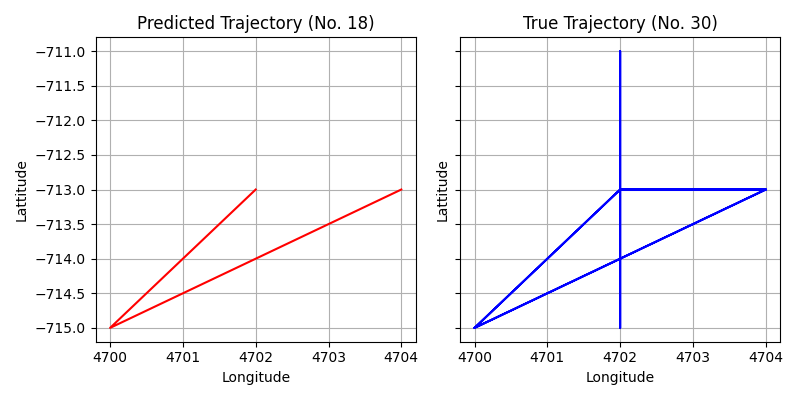 Predicted Trajectory (No. 18)
True Trajectory (No. 30)
−711.0
−711.5
−712.0
−712.5
−713.0
−713.5
−714.0
−714.5
−715.0
Lattitude
4700 4701 4702 4703 4704
Longitude
Lattitude
4700 4701 4702 4703 4704
Longitude